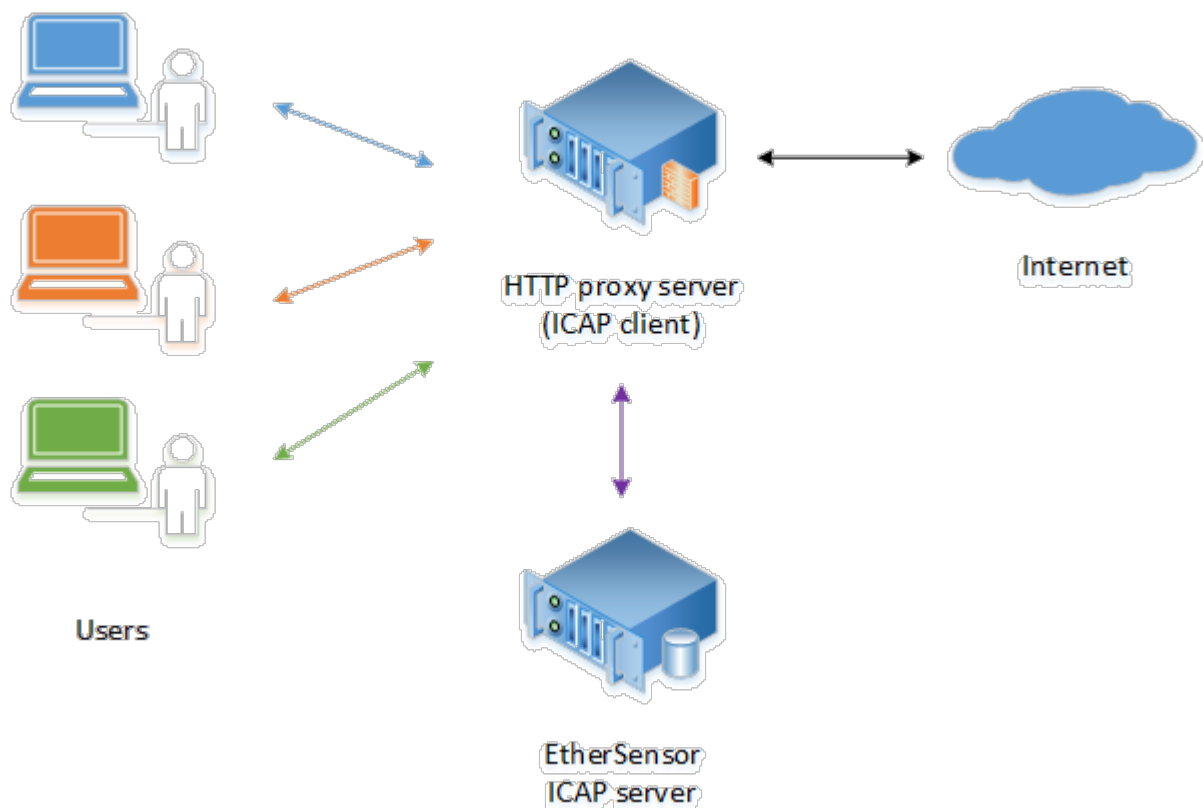 HTTP proxy server
(ICAP client)
Internet
Users
EtherSensor
ICAP server